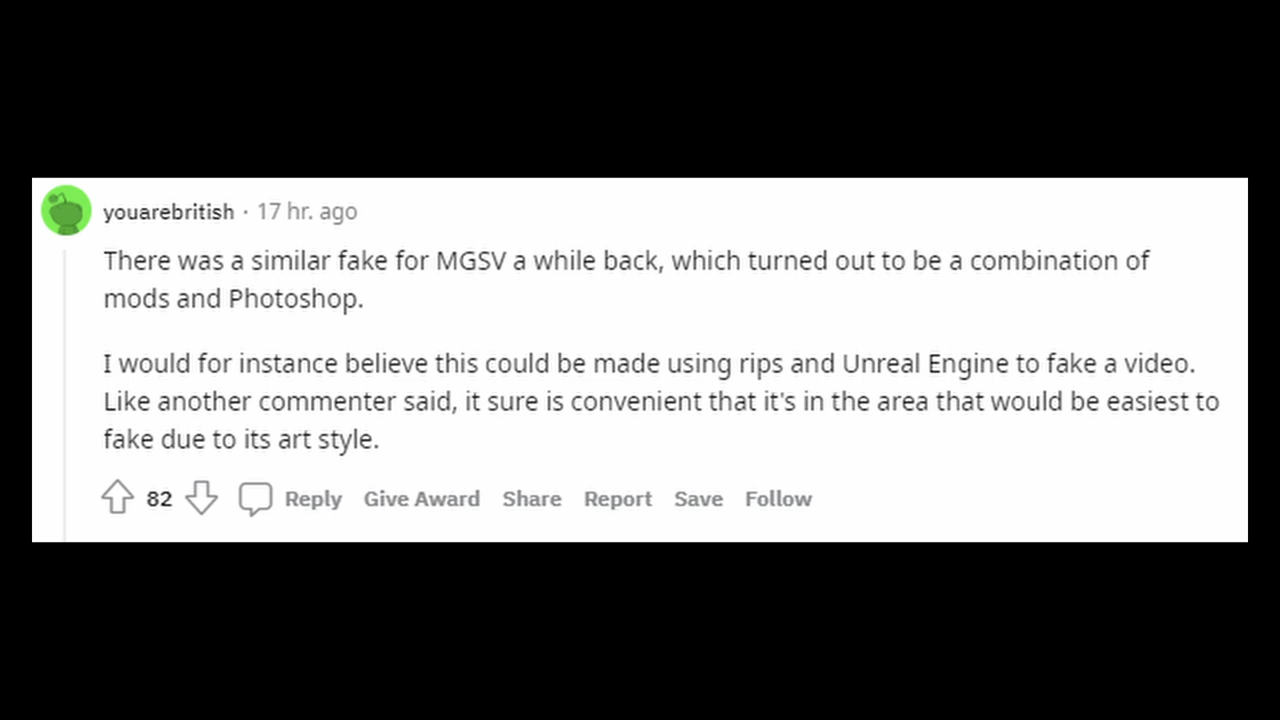 youarebritish · 17 hr. ago
There was a similar fake for MGSV a while back, which turned out to be a combination of
mods and Photoshop.
I would for instance believe this could be made using rips and Unreal Engine to fake a video.
Like another commenter said, it sure is convenient that it's in the area that would be easiest to
fake due to its art style.
82 Reply Give Award Share Report Save Follow